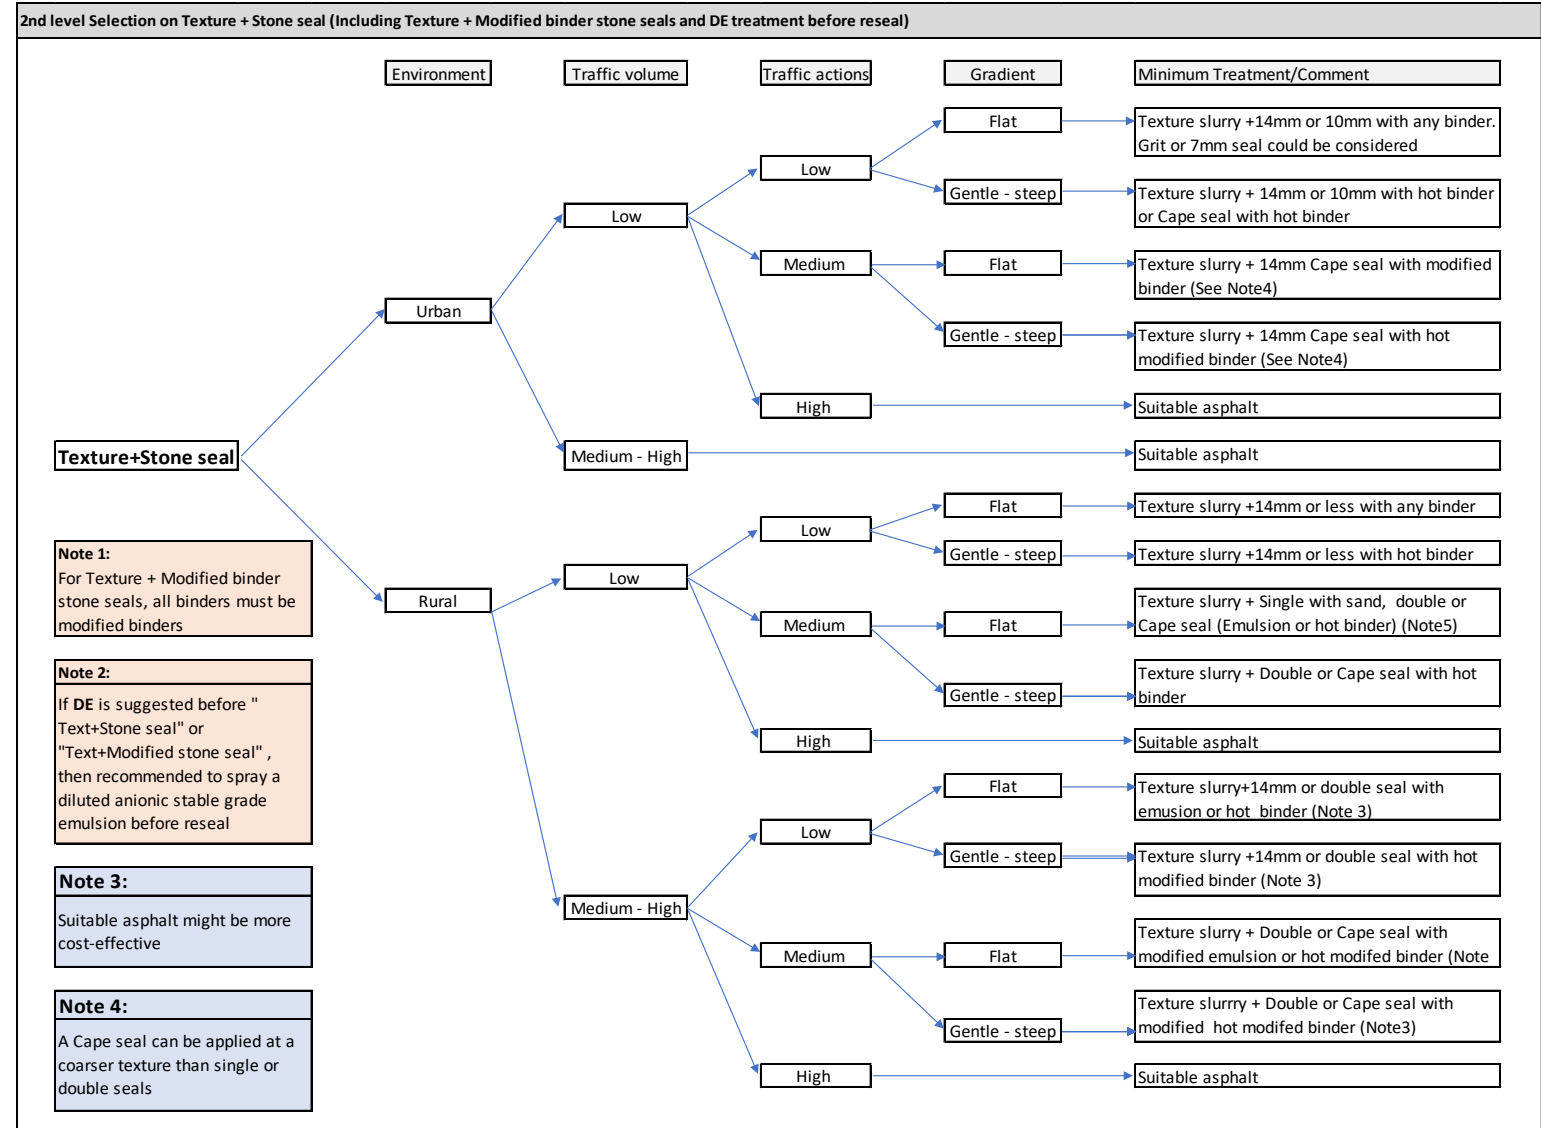 2nd level Selection on Texture + Stone seal (Including Texture + Modified binder stone seals and DE treatment before reseal)
Environment
Traffic volume
Traffic actions
Gradient
Minimum Treatment/Comment
Flat
Texture slurry +14mm or 10mm with any binder.
Grit or 7mm seal could be considered
Low
Gentle - steep
Texture slurry + 14mm or 10mm with hot binder
or Cape seal with hot binder
Low
Medium
Flat
Texture slurry + 14mm Cape seal with modified
binder (See Note4)
Urban
Gentle - steep
Texture slurry + 14mm Cape seal with hot
modified binder (See Note4)
High
Suitable asphalt
Texture+Stone seal
Medium - High
Suitable asphalt
Flat
Texture slurry +14mm or less with any binder
Low
Gentle - steep
Texture slurry +14mm or less with hot binder
Low
Rural
Medium
Flat
Texture slurry + Single with sand,  double or
Cape seal (Emulsion or hot binder) (Note5)
Gentle - steep
Texture slurry + Double or Cape seal with hot
binder
High
Suitable asphalt
Flat
Texture slurry+14mm or double seal with
emusion or hot  binder (Note 3)
Low
Gentle - steep
Texture slurry +14mm or double seal with hot
modified binder (Note 3)
Medium - High
Medium
Flat
Texture slurry + Double or Cape seal with
modified emulsion or hot modifed binder (Note
Gentle - steep
Texture slurrry + Double or Cape seal with
modified  hot modifed binder (Note3)
High
Suitable asphalt
Note 1:
For Texture + Modified binder
stone seals, all binders must be
modified binders
Note 2:
If DE is suggested before "
Text+Stone seal" or
"Text+Modified stone seal" ,
then recommended to spray a
diluted anionic stable grade
emulsion before reseal
Note 3:
Suitable asphalt might be more
cost-effective
Note 4:
A Cape seal can be applied at a
coarser texture than single or
double seals